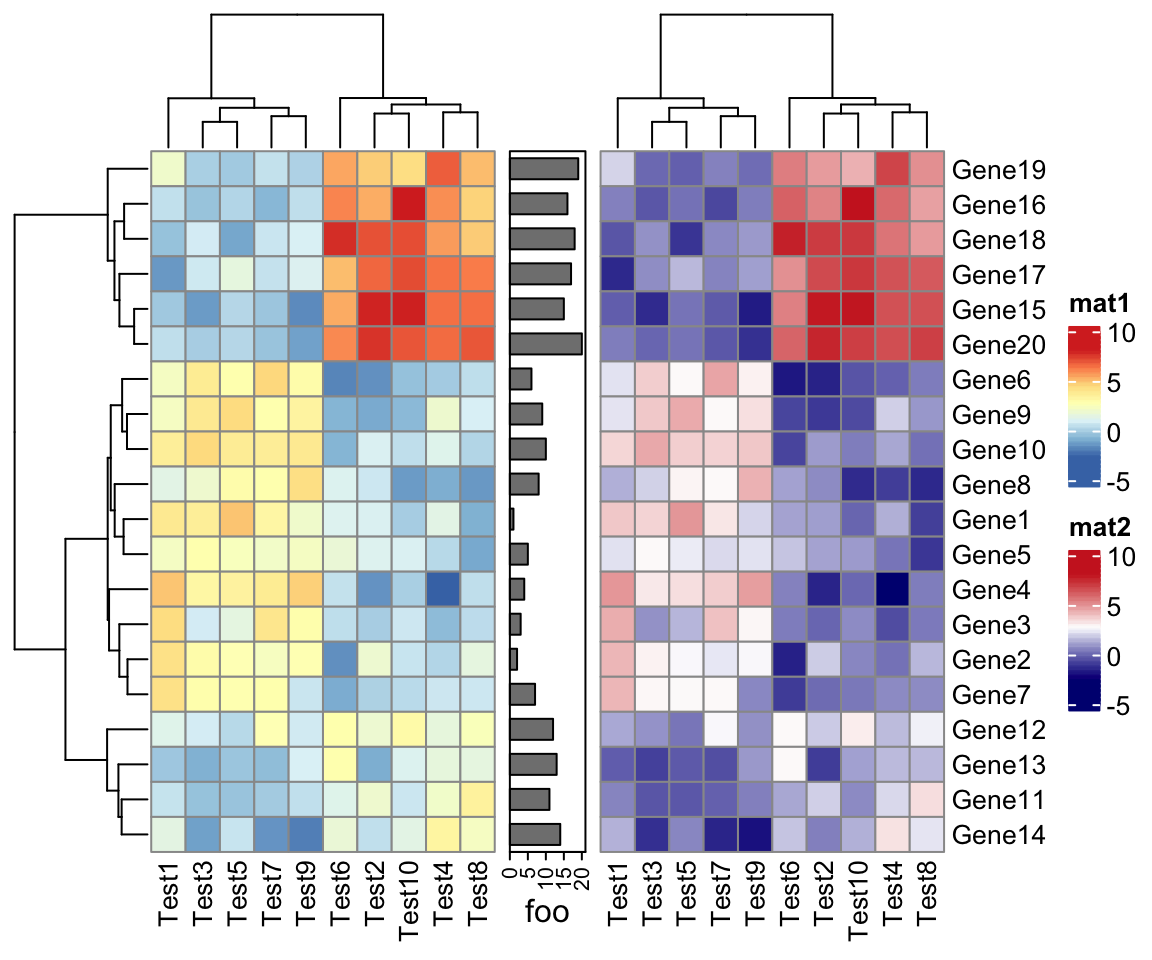 Gene19
Gene16
Gene18
Gene17
Gene15
Gene20
Gene6
Gene9
Gene10
Gene8
Gene1
Gene5
Gene4
Gene3
Gene2
Gene7
Gene12
Gene13
Gene11
Gene14
Test1 Test3 Test5 Test7 Test9 Test6 Test2 Test10 Test4 Test8
0 5 10 15 20
foo
Test1 Test3 Test5 Test7 Test9 Test6 Test2 Test10 Test4 Test8
mat1
10
5
0
-5
mat2
10
5
0
-5